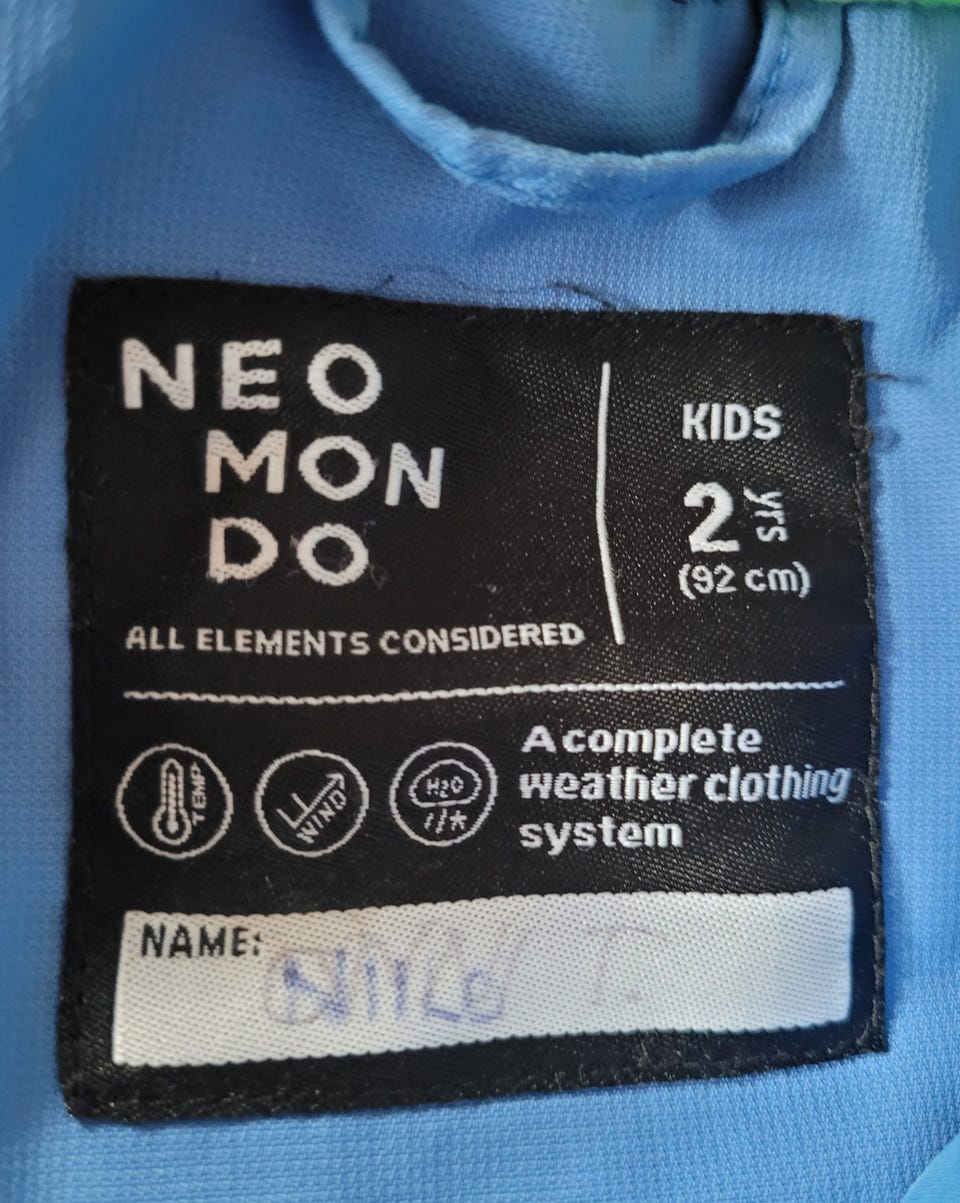 NEO
MON
DO
ALL ELEMENTS CONSIDERED
KIDS
2 yrs
(92 cm)
TEMP
WIND
H2O
A complete
weather clothing
system
NAME: NIILO